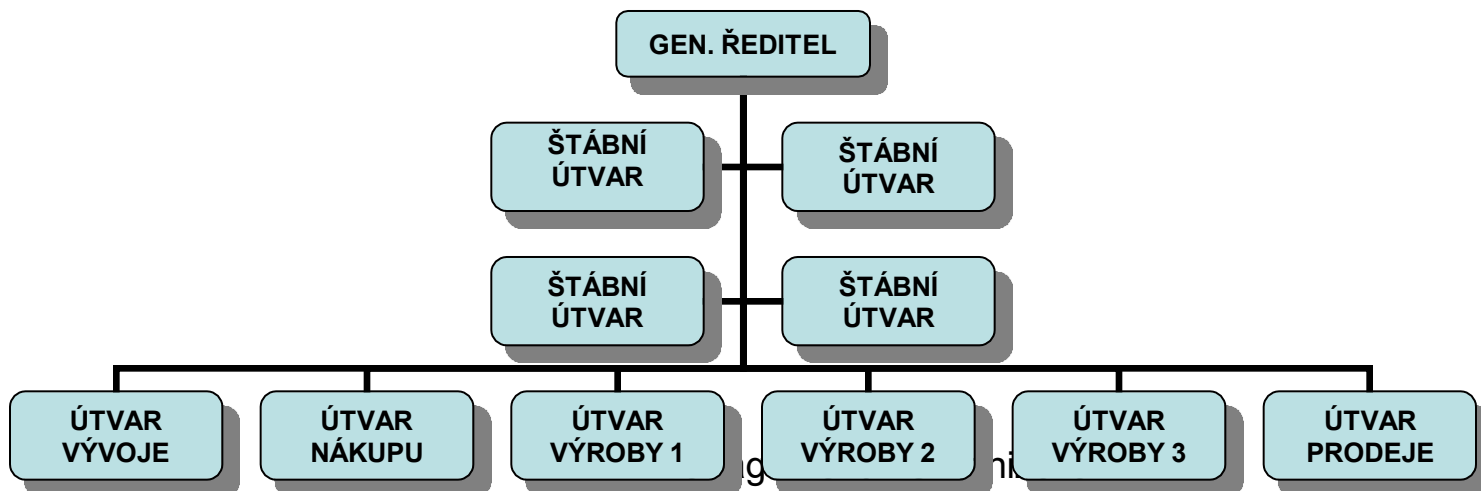 GEN. ŘEDITEL
ŠTÁBNÍ
ÚTVAR
ŠTÁBNÍ
ÚTVAR
ŠTÁBNÍ
ÚTVAR
ŠTÁBNÍ
ÚTVAR
ÚTVAR
VÝVOJE
ÚTVAR
NÁKUPU
ÚTVAR
VÝROBY 1
ÚTVAR
VÝROBY 2
ÚTVAR
VÝROBY 3
ÚTVAR
PRODEJE